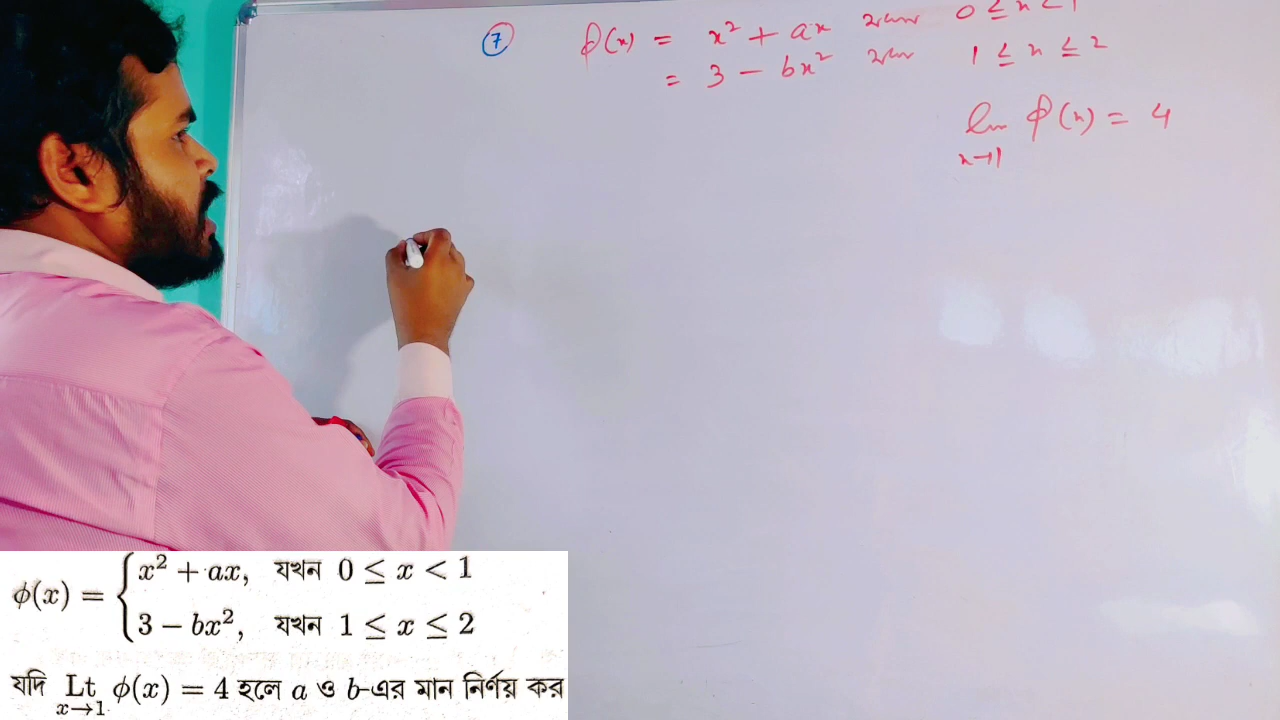 7 φ(x) = x² + ax যখন 0 ≤ x < 1
= 3 - bx² যখন 1 ≤ x ≤ 2
lim φ(x) = 4
x→1
φ(x) = { x² + ax, যখন 0 ≤ x < 1
3 − bx², যখন 1 ≤ x ≤ 2
যদি Lt φ(x) = 4 হলে a ও b-এর মান নির্ণয় কর
x→1